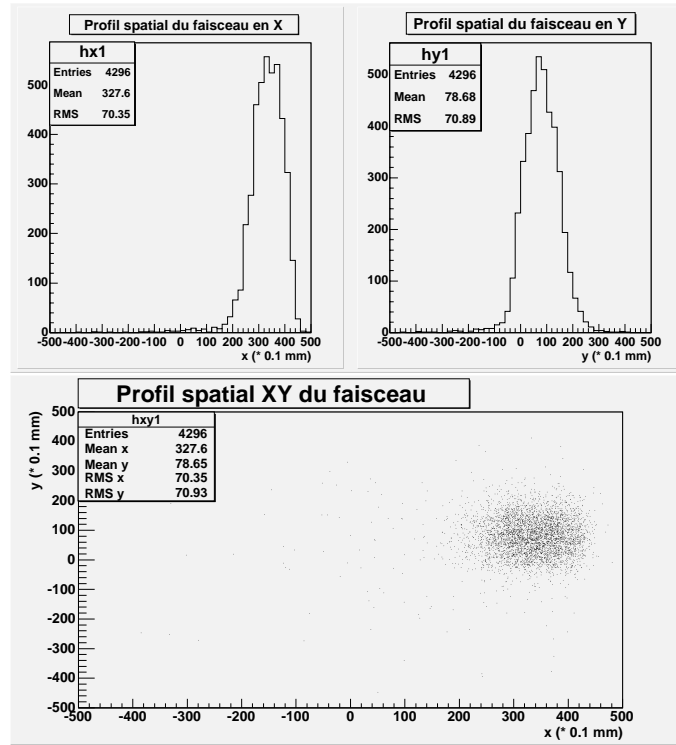 Profil spatial du faisceau en X
hx1
Entries 4296
Mean 327.6
RMS 70.35
500
400
300
200
100
0
-500 -400 -300 -200 -100 0 100 200 300 400 500
x (* 0.1 mm)
Profil spatial du faisceau en Y
hy1
Entries 4296
Mean 78.68
RMS 70.89
500
400
300
200
100
0
-500 -400 -300 -200 -100 0 100 200 300 400 500
y (* 0.1 mm)
Profil spatial XY du faisceau
hxy1
Entries 4296
Mean x 327.6
Mean y 78.65
RMS x 70.35
RMS y 70.93
y (* 0.1 mm)
500
400
300
200
100
0
-100
-200
-300
-400
-500
-500 -400 -300 -200 -100 0 100 200 300 400 500
x (* 0.1 mm)